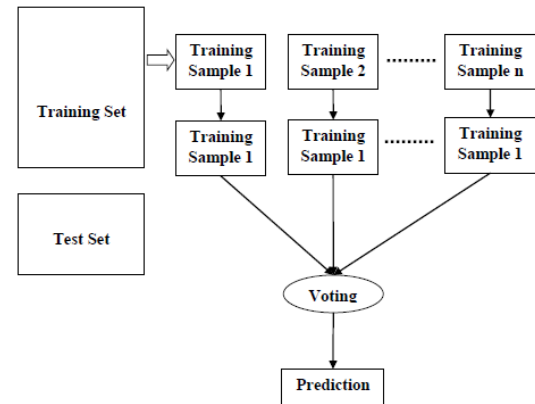 Training Set
Training
Sample 1
Training
Sample 2
.........
Training
Sample n
Training
Sample 1
Training
Sample 1
.........
Training
Sample 1
Test Set
Voting
Prediction